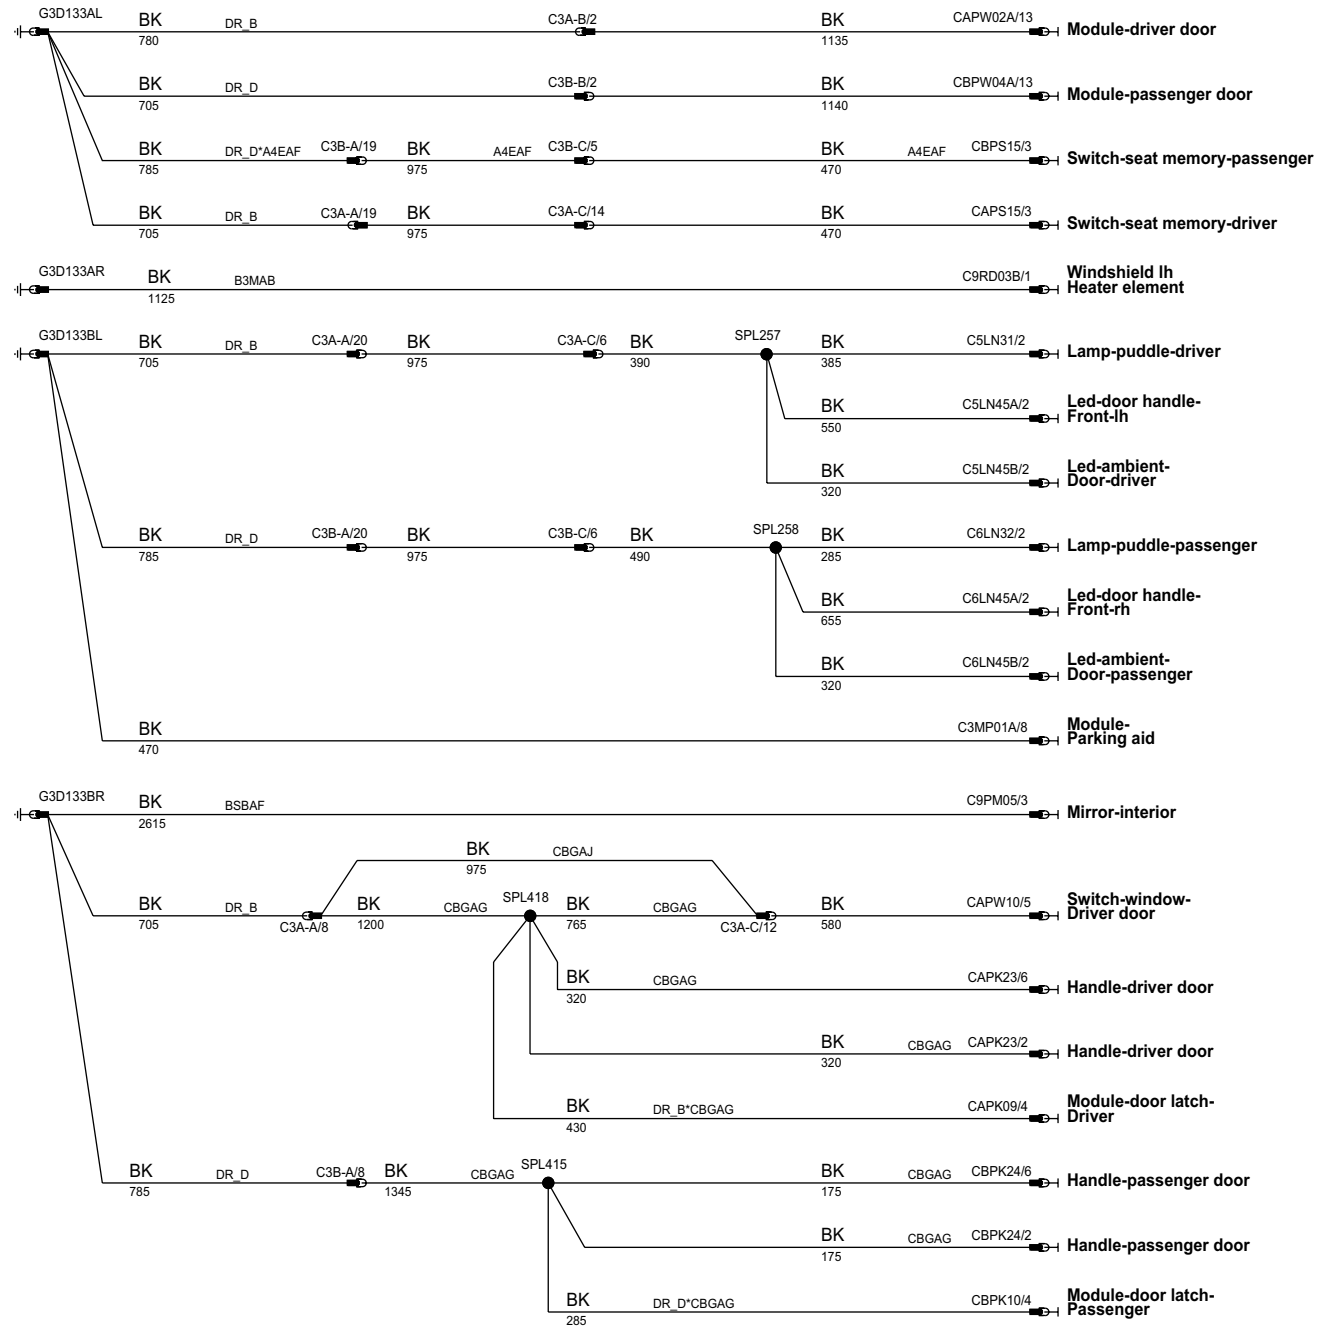 G3D133AL BK DR_B C3A-B/2 BK CAPW02A/13 Module-driver door
780 1135
BK DR_D C3B-B/2 BK CBPW04A/13 Module-passenger door
705 1140
BK DR_D*A4EAF C3B-A/19 BK A4EAF C3B-C/5 BK A4EAF CBPS15/3 Switch-seat memory-passenger
785 975 470
BK DR_B C3A-A/19 BK C3A-C/14 BK CAPS15/3 Switch-seat memory-driver
705 975 470
G3D133AR BK B3MAB C9RD03B/1 Windshield lh
Heater element
1125
G3D133BL BK DR_B C3A-A/20 BK C3A-C/6 BK SPL257 BK C5LN31/2 Lamp-puddle-driver
705 975 390 385
BK C5LN45A/2 Led-door handle-
Front-lh
550
BK C5LN45B/2 Led-ambient-
Door-driver
320
BK DR_D C3B-A/20 BK C3B-C/6 BK SPL258 BK C6LN32/2 Lamp-puddle-passenger
785 975 490 285
BK C6LN45A/2 Led-door handle-
Front-rh
655
BK C6LN45B/2 Led-ambient-
Door-passenger
320
BK C3MP01A/8 Module-
Parking aid
470
G3D133BR BK BSBAF C9PM05/3 Mirror-interior
2615
BK CBGAJ
975
BK DR_B C3A-A/8 BK CBGAG SPL418 BK CBGAG C3A-C/12 BK CAPW10/5 Switch-window-
Driver door
705 1200 765 580
BK CBGAG CAPK23/6 Handle-driver door
320
BK CBGAG CAPK23/2 Handle-driver door
320
BK DR_B*CBGAG CAPK09/4 Module-door latch-
Driver
430
BK DR_D C3B-A/8 BK CBGAG SPL415 BK CBGAG CBPK24/6 Handle-passenger door
785 1345 175
BK CBGAG CBPK24/2 Handle-passenger door
175
BK DR_D*CBGAG CBPK10/4 Module-door latch-
Passenger
285